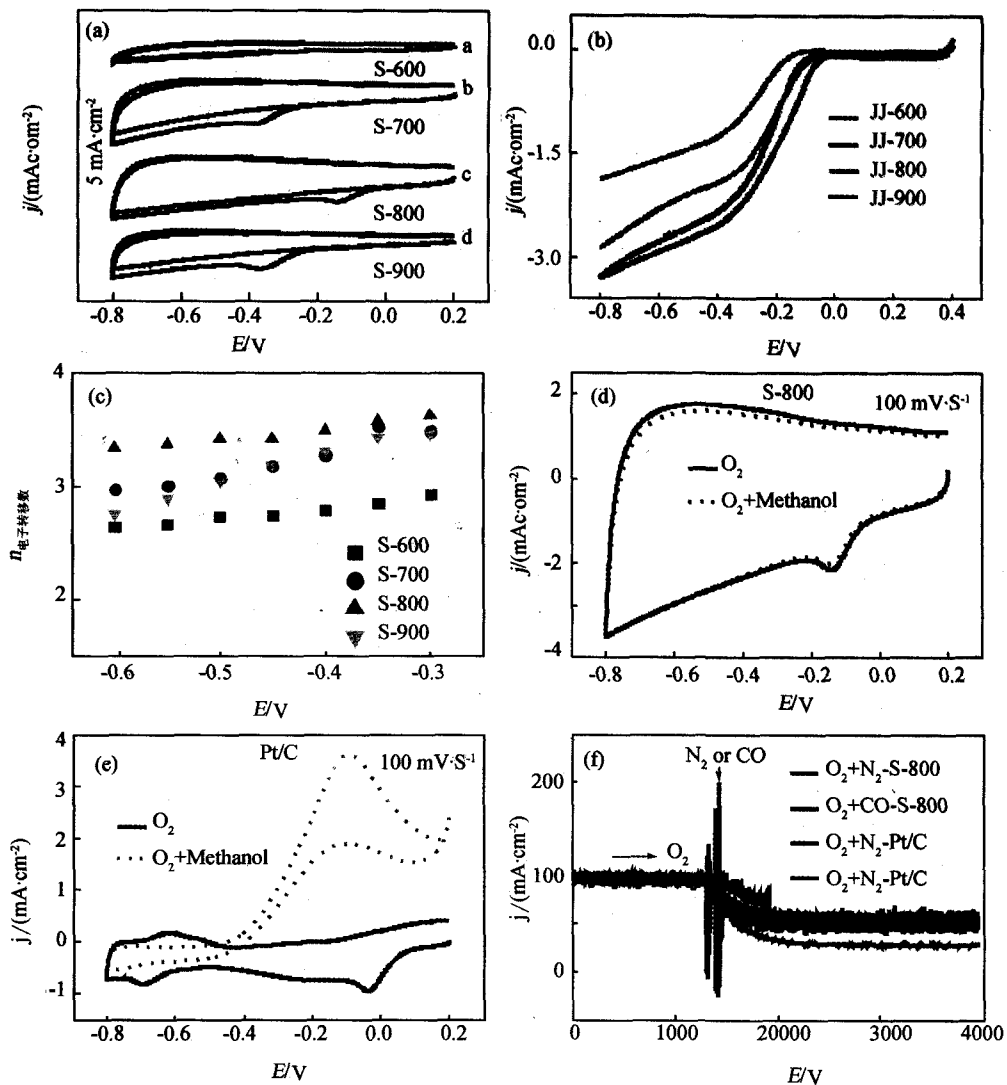 (a)
a
S-600
b
S-700
c
S-800
d
S-900
5 mA·cm-2
j/(mAc·om-2)
-0.8 -0.6 -0.4 -0.2 0.0 0.2
E/V
(b)
0.0
-1.5
-3.0
j/(mAc·om-2)
JJ-600
JJ-700
JJ-800
JJ-900
-0.8 -0.6 -0.4 -0.2 0.0 0.2 0.4
E/V
(c)
4
3
2
n电子转移数
S-600
S-700
S-800
S-900
-0.6 -0.5 -0.4 -0.3
E/V
(d)
S-800
100 mV·S-1
2
0
-2
-4
j/(mAc·om-2)
O2
O2+Methanol
-0.8 -0.6 -0.4 -0.2 0.0 0.2
E/V
(e)
Pt/C
100 mV·S-1
4
3
2
1
0
-1
j /(mA·cm-2)
O2
O2+Methanol
-0.8 -0.6 -0.4 -0.2 0.0 0.2
E/V
(f)
N2 or CO
200
100
0
j /(mA·cm-2)
O2
O2+N2-S-800
O2+CO-S-800
O2+N2-Pt/C
O2+N2-Pt/C
0 1000 20000 3000 4000
E/V